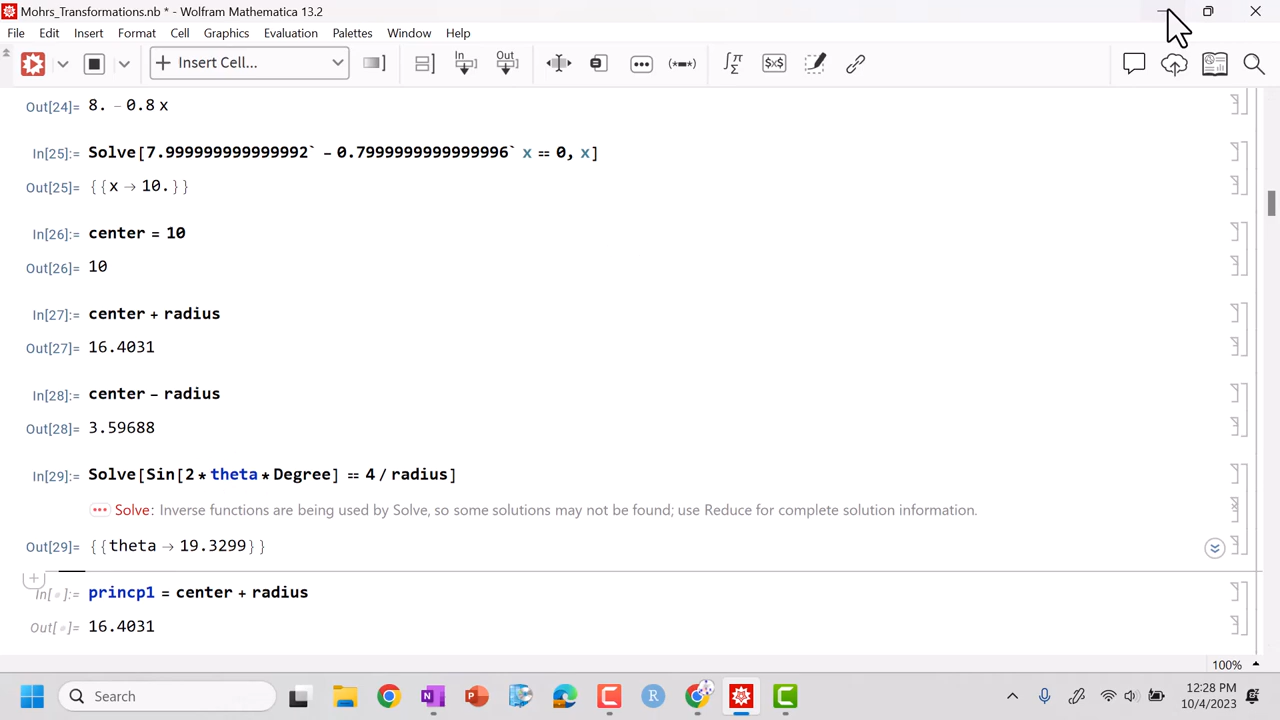 Mohrs_Transformations.nb * - Wolfram Mathematica 13.2
File Edit Insert Format Cell Graphics Evaluation Palettes Window Help
Insert Cell... In[] Out[] ∫π Σ $x$
Out[24]= 8. - 0.8 x
In[25]:= Solve[7.999999999999992` - 0.7999999999999996` x == 0, x]
Out[25]= {{x → 10.}}
In[26]:= center = 10
Out[26]= 10
In[27]:= center + radius
Out[27]= 16.4031
In[28]:= center - radius
Out[28]= 3.59688
In[29]:= Solve[Sin[2 * theta * Degree] == 4 / radius]
Solve: Inverse functions are being used by Solve, so some solutions may not be found; use Reduce for complete solution information.
Out[29]= {{theta → 19.3299}}
In[∘]:= princp1 = center + radius
Out[∘]= 16.4031
100%
Search
12:28 PM
10/4/2023